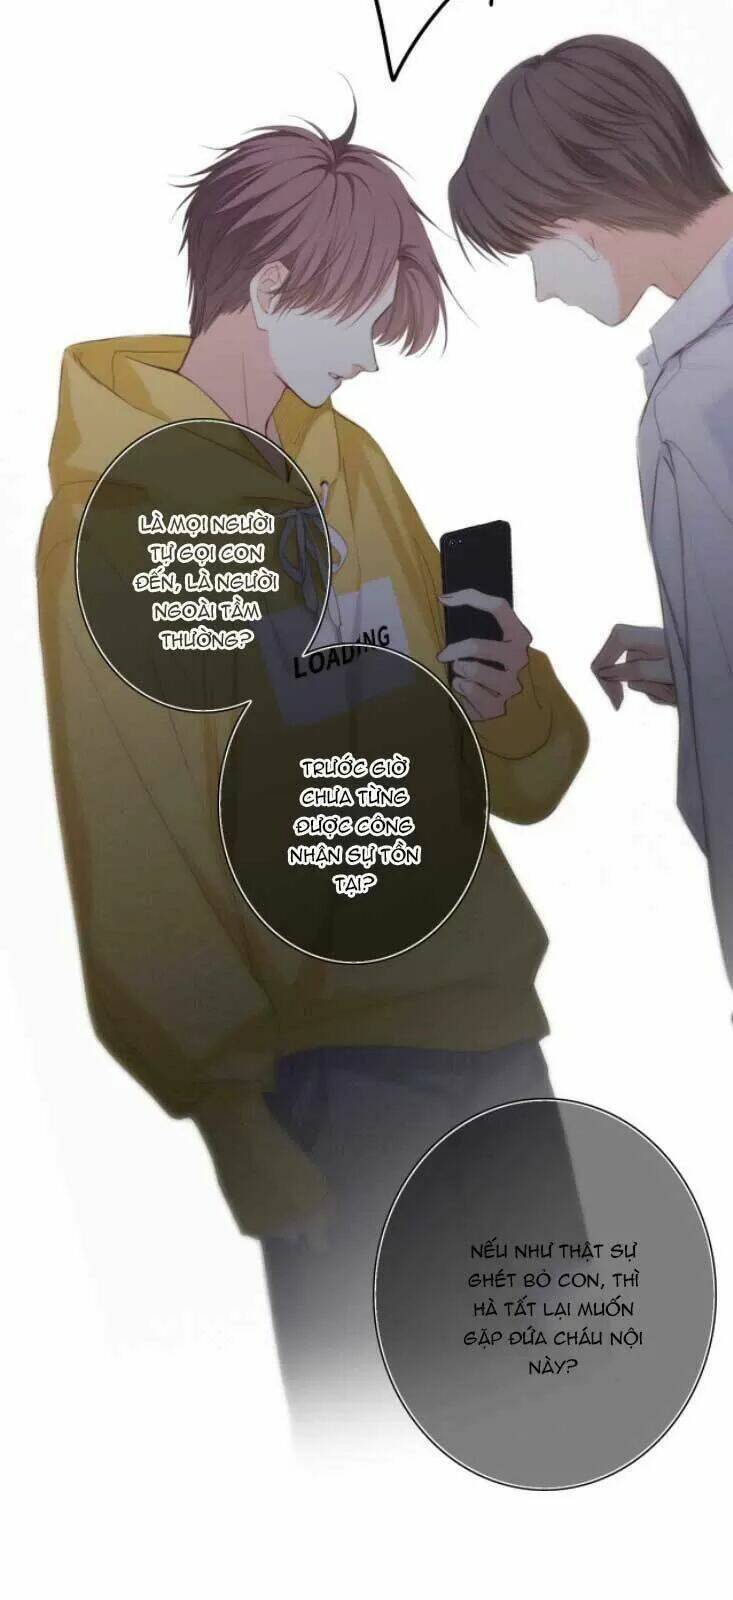 LÀ MỌI NGƯỜI
TỰ GỌI CON
ĐẾN, LÀ NGƯỜI
NGOÀI TẦM
THƯỜNG?
LOADING
TRƯỚC GIỜ
CHƯA TỪNG
ĐƯỢC CÔNG
NHẬN SỰ TỒN
TẠI?
NẾU NHƯ THẬT SỰ
GHÉT BỎ CON, THÌ
HÀ TẤT LẠI MUỐN
GẶP ĐỨA CHÁU NỘI
NÀY?